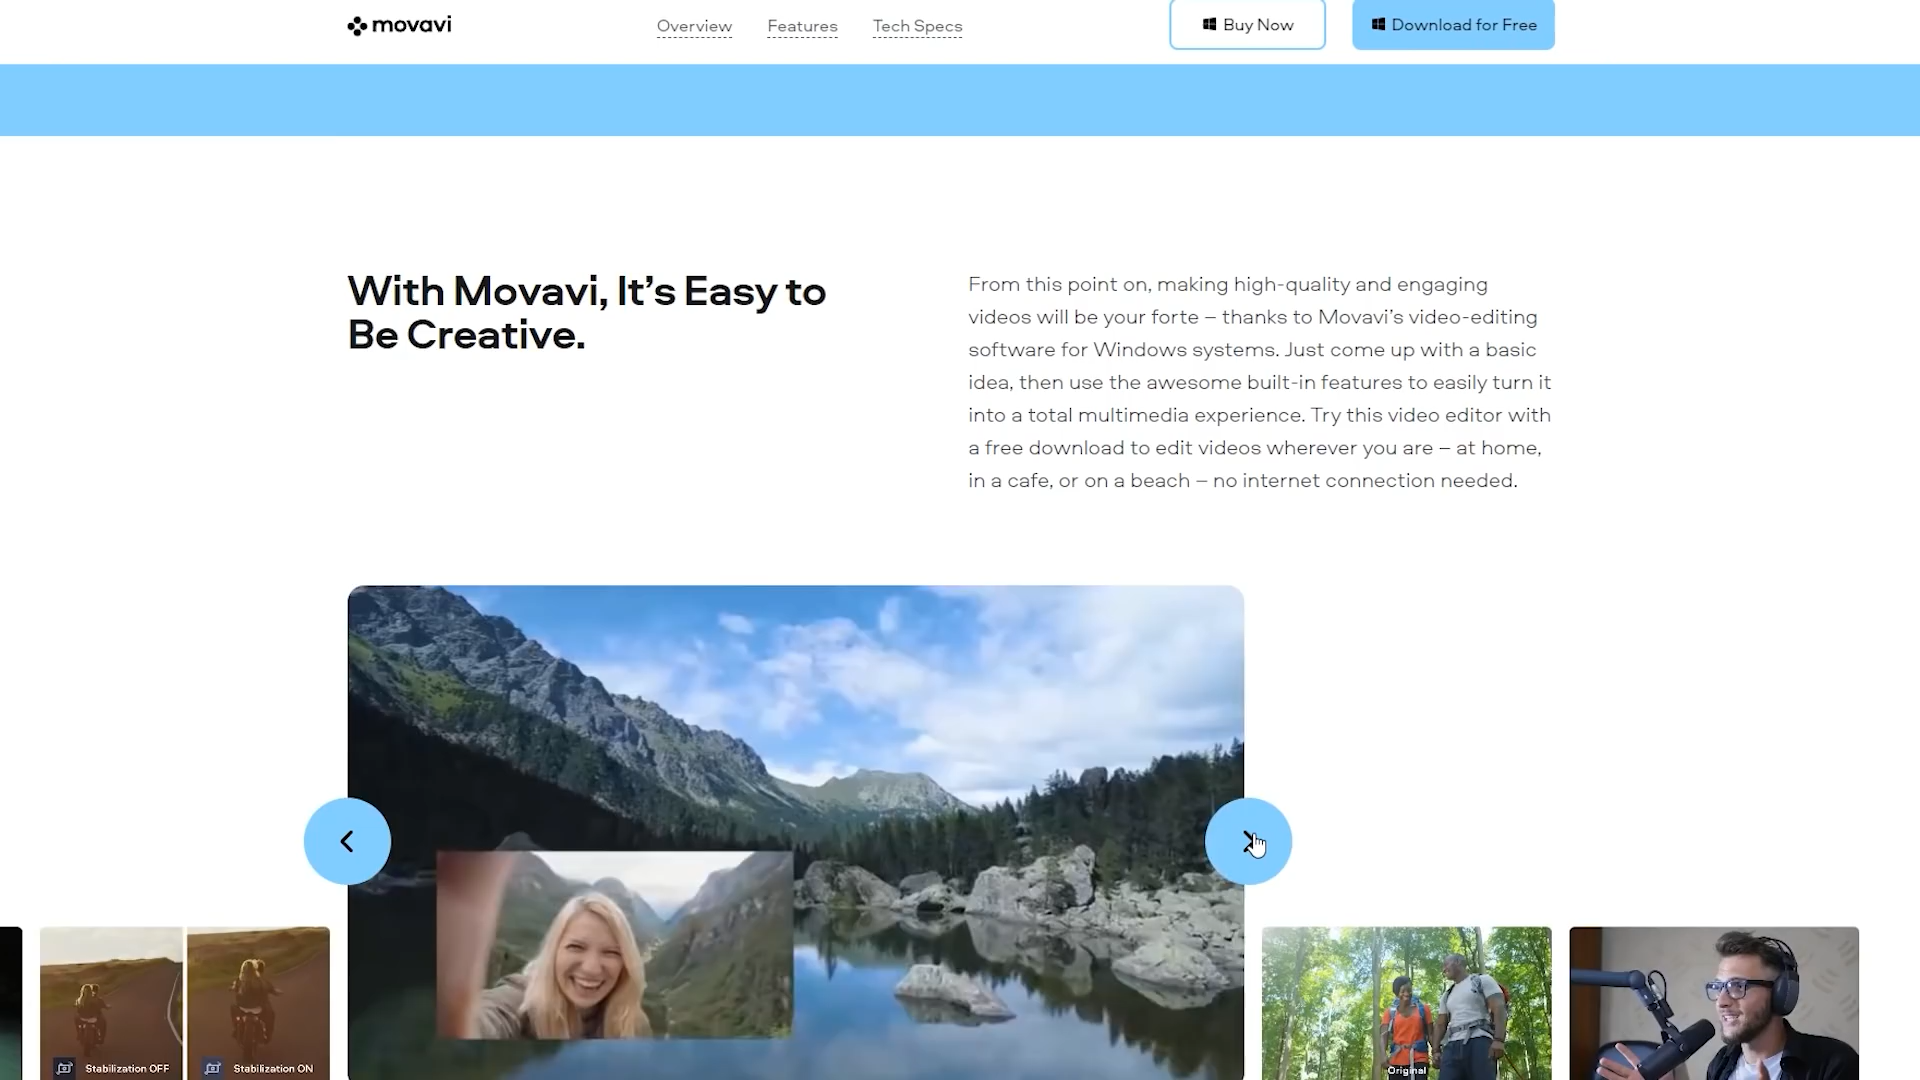 movavi
Overview
Features
Tech Specs
Buy Now
Download for Free
With Movavi, It's Easy to
Be Creative.
From this point on, making high-quality and engaging
videos will be your forte – thanks to Movavi's video-editing
software for Windows systems. Just come up with a basic
idea, then use the awesome built-in features to easily turn it
into a total multimedia experience. Try this video editor with
a free download to edit videos wherever you are – at home,
in a cafe, or on a beach – no internet connection needed.
Stabilization OFF
Stabilization ON
Original